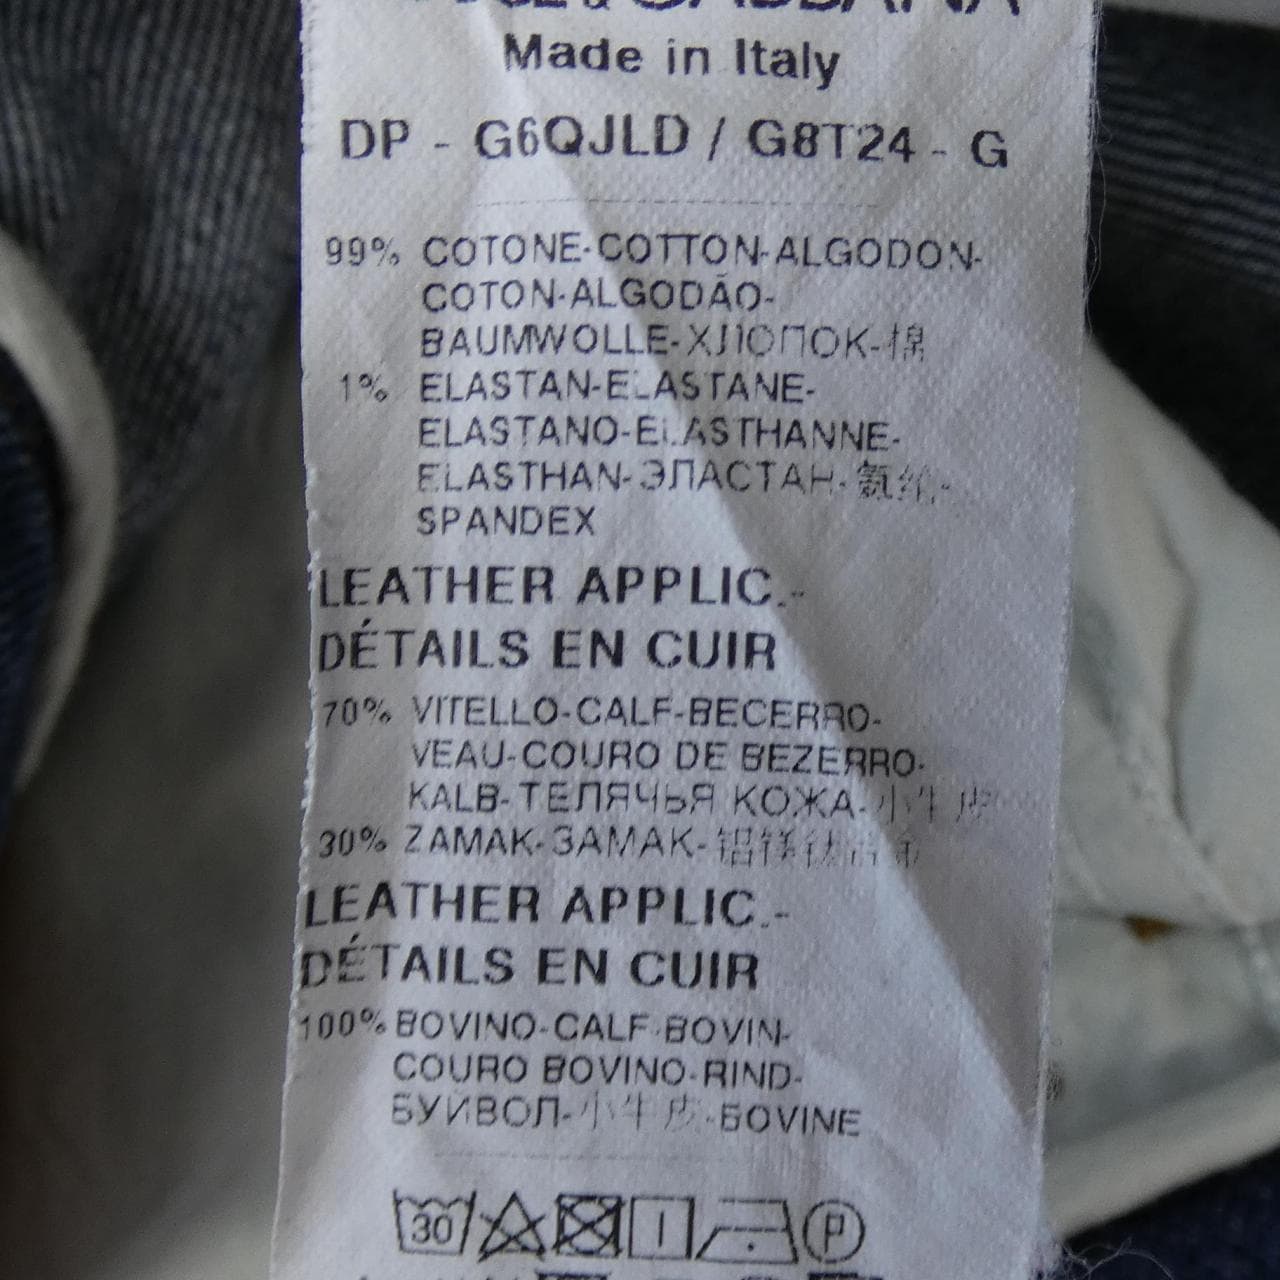 & GABBANA
Made in Italy
DP - G6QJLD / G8T24 - G
99% COTONE-COTTON-ALGODON-
COTON-ALGODÃO-
BAUMWOLLE-ХЛОПОК-棉
1% ELASTAN-ELASTANE-
ELASTANO-ELASTHANNE-
ELASTHAN-ЭЛАСТАН-氨纶-
SPANDEX
LEATHER APPLIC.-
DÉTAILS EN CUIR
70% VITELLO-CALF-BECERRO-
VEAU-COURO DE BEZERRO-
KALB-ТЕЛЯЧЬЯ КОЖА-小牛皮
30% ZAMAK-ЗАМАК-
LEATHER APPLIC.-
DÉTAILS EN CUIR
100% BOVINO-CALF-BOVIN-
COURO BOVINO-RIND-
БУЙВОЛ-小牛皮-BOVINE
30 P